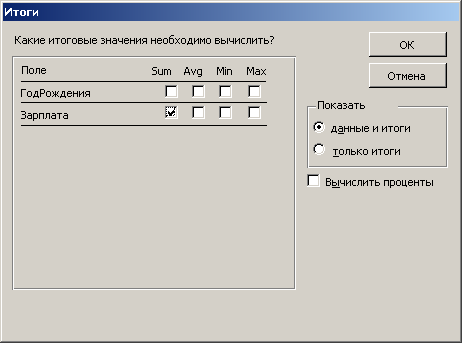 Итоги
Какие итоговые значения необходимо вычислить?
OK
Отмена
Поле Sum Avg Min Max
ГодРождения
Зарплата
Показать
данные и итоги
только итоги
Вычислить проценты